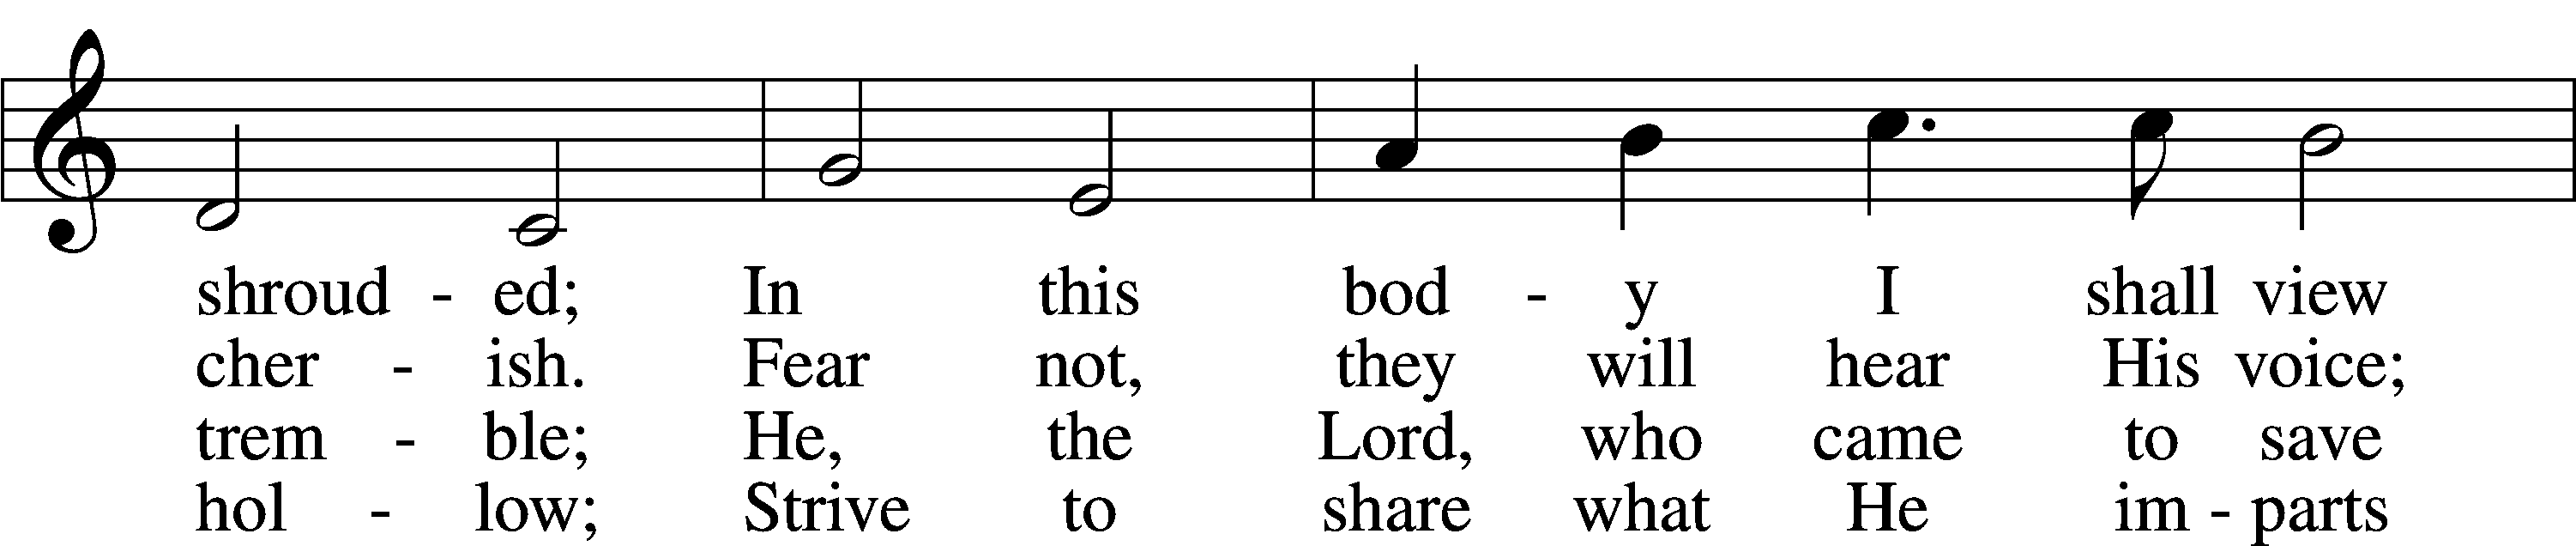 shroud - ed; In this bod - y I shall view
cher - ish. Fear not, they will hear His voice;
trem - ble; He, the Lord, who came to save
hol - low; Strive to share what He im - parts